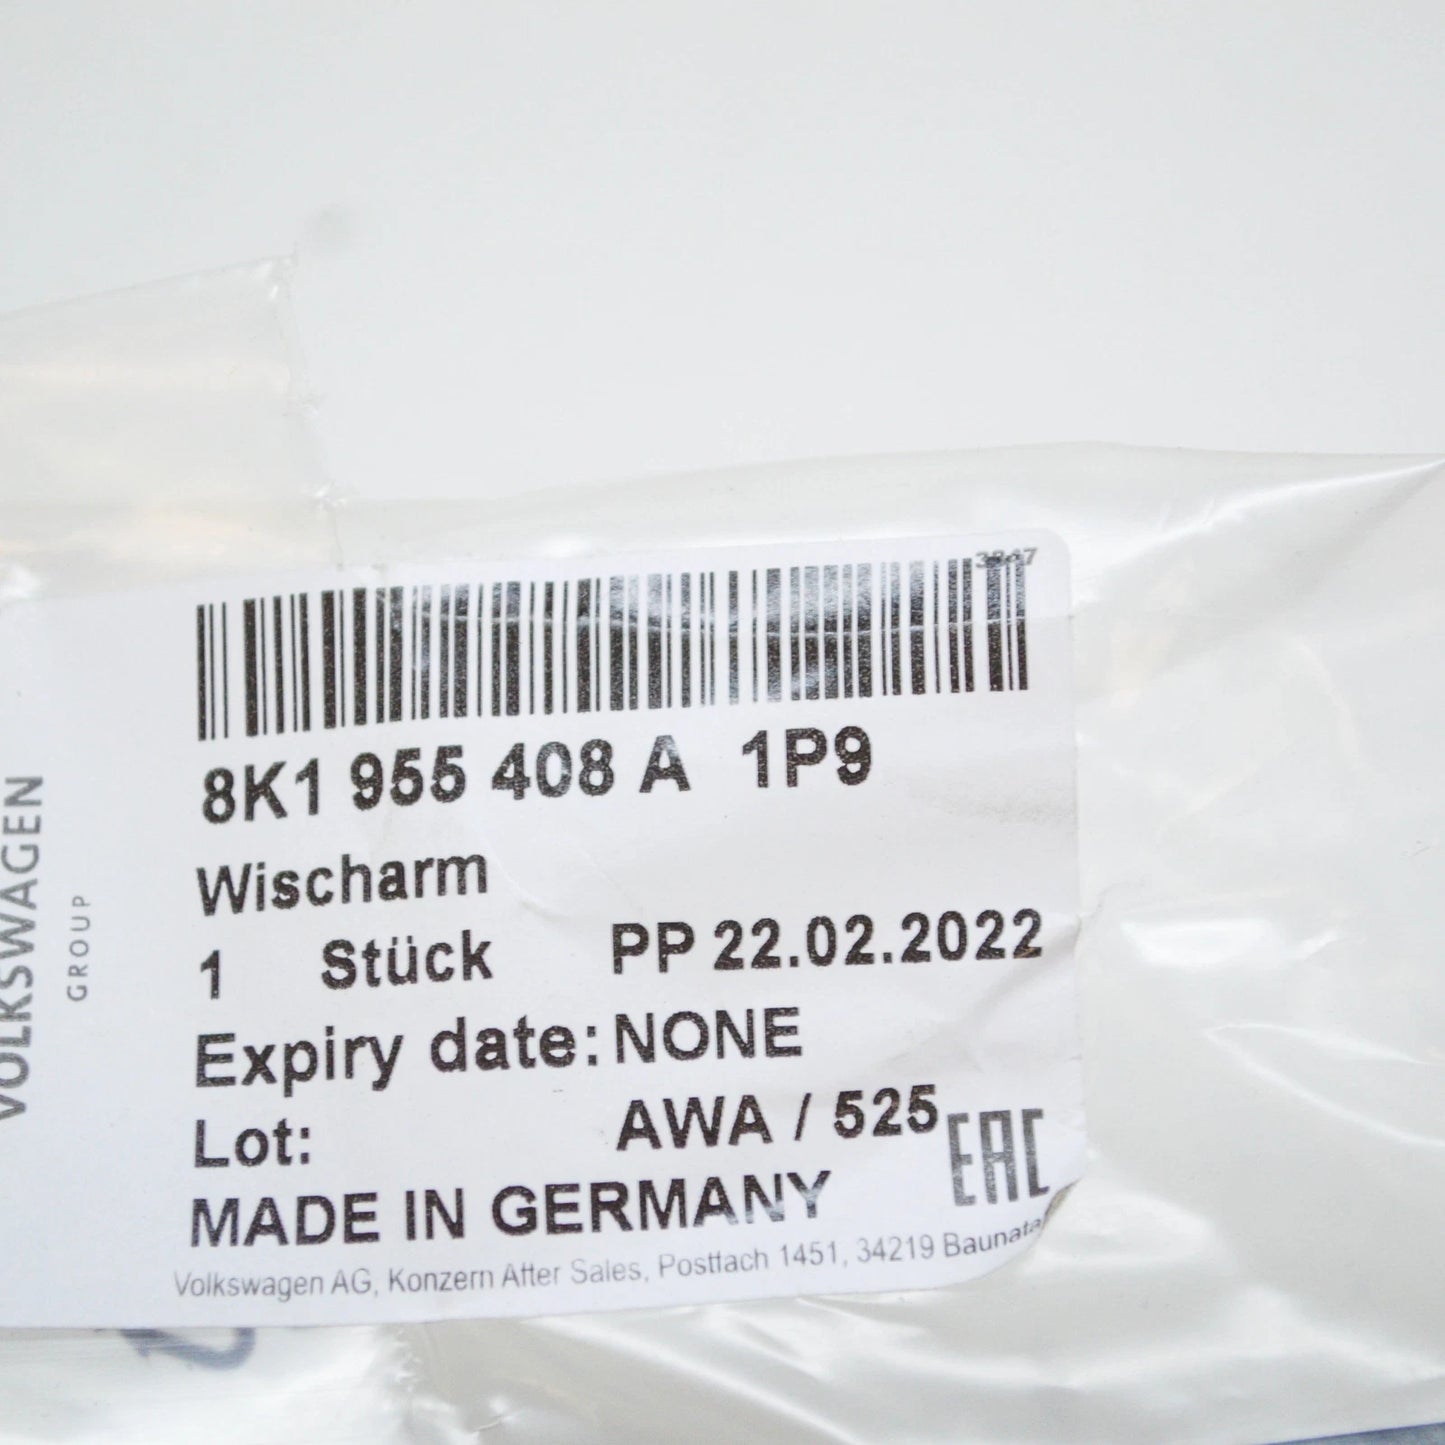 VOLKSWAGEN
GROUP
8K1 955 408 A 1P9
Wischarm
1 Stück PP 22.02.2022
Expiry date: NONE
Lot: AWA / 525
EAC
MADE IN GERMANY
Volkswagen AG, Konzern After Sales, Postfach 1451, 34219